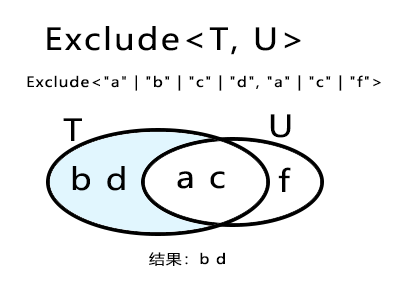 Exclude<T, U>
Exclude<"a" | "b" | "c" | "d", "a" | "c" | "f">
T U
b d a c f
结果：b d